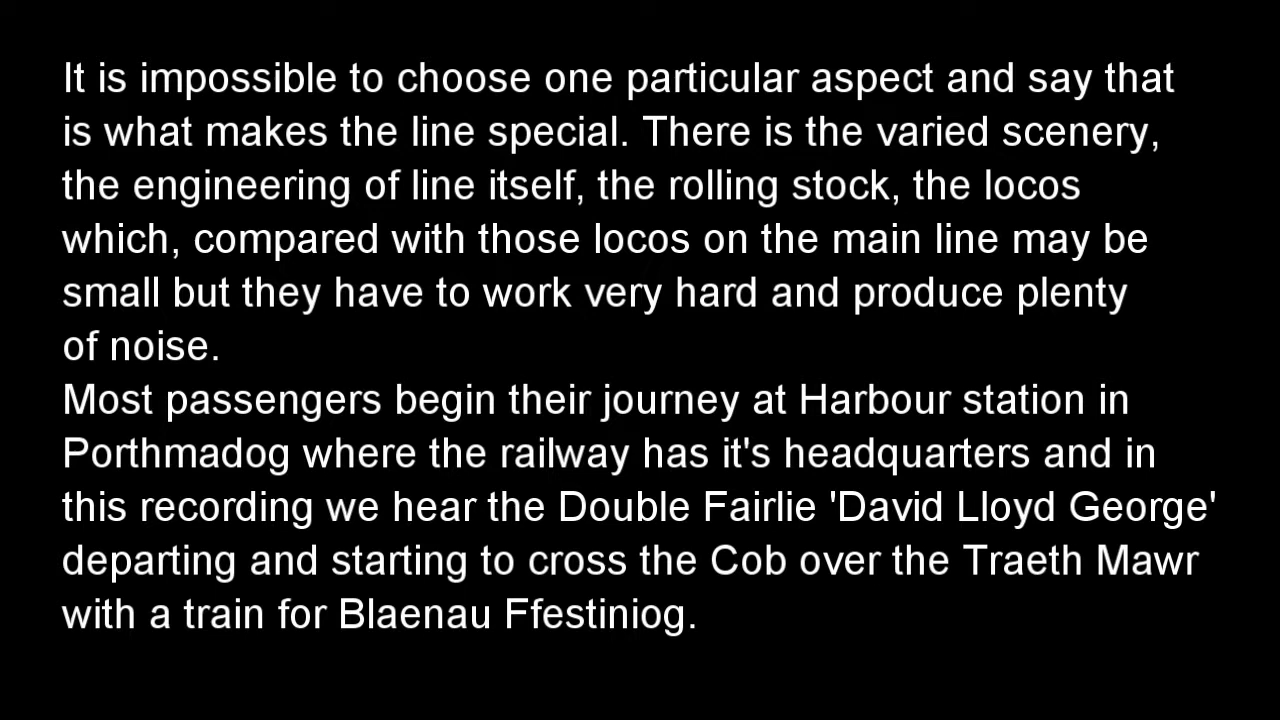 It is impossible to choose one particular aspect and say that
is what makes the line special. There is the varied scenery,
the engineering of line itself, the rolling stock, the locos
which, compared with those locos on the main line may be
small but they have to work very hard and produce plenty
of noise.
Most passengers begin their journey at Harbour station in
Porthmadog where the railway has it's headquarters and in
this recording we hear the Double Fairlie 'David Lloyd George'
departing and starting to cross the Cob over the Traeth Mawr
with a train for Blaenau Ffestiniog.